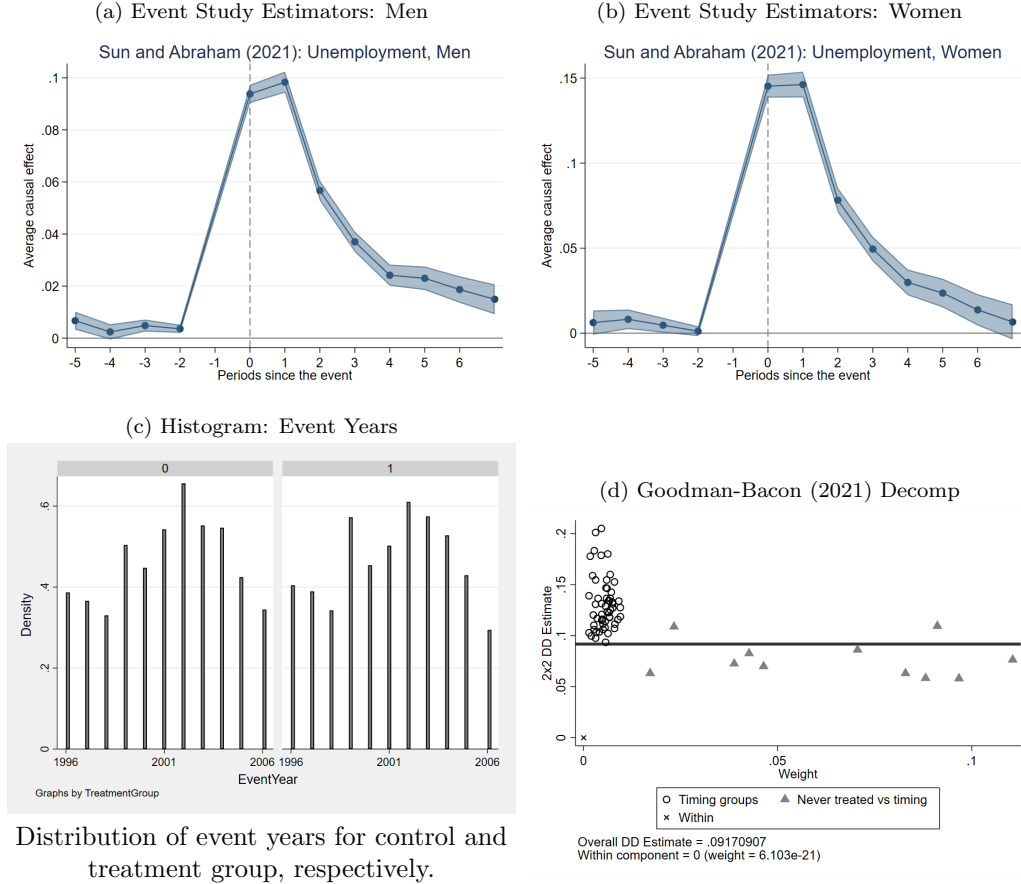 (a) Event Study Estimators: Men
Sun and Abraham (2021): Unemployment, Men
Average causal effect
.1
.08
.06
.04
.02
0
-5 -4 -3 -2 -1 0 1 2 3 4 5 6
Periods since the event
(b) Event Study Estimators: Women
Sun and Abraham (2021): Unemployment, Women
Average causal effect
.15
.1
.05
0
-5 -4 -3 -2 -1 0 1 2 3 4 5 6
Periods since the event
(c) Histogram: Event Years
0 1
Density
.6
.4
.2
0
1996 2001 2006 1996 2001 2006
EventYear
Graphs by TreatmentGroup
Distribution of event years for control and
treatment group, respectively.
(d) Goodman-Bacon (2021) Decomp
2x2 DD Estimate
.2
.15
.1
.05
0
0 .05 .1
Weight
Timing groups Never treated vs timing
Within
Overall DD Estimate = .09170907
Within component = 0 (weight = 6.103e-21)